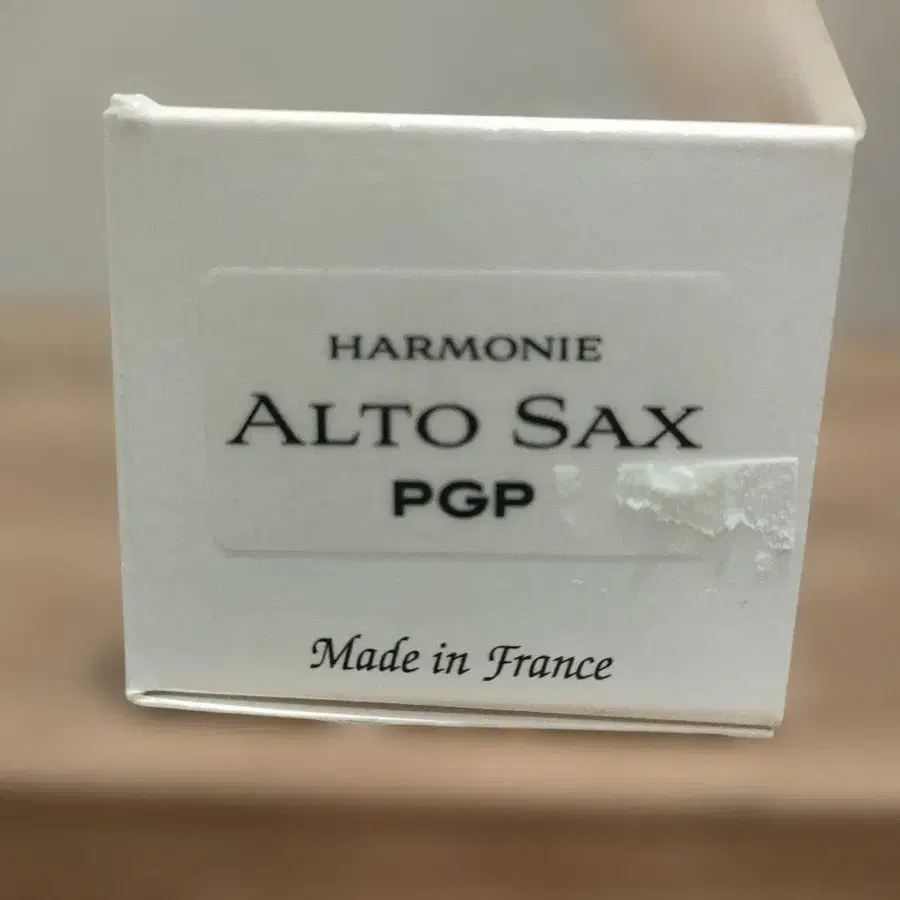 HARMONIE
ALTO SAX
PGP
Made in France